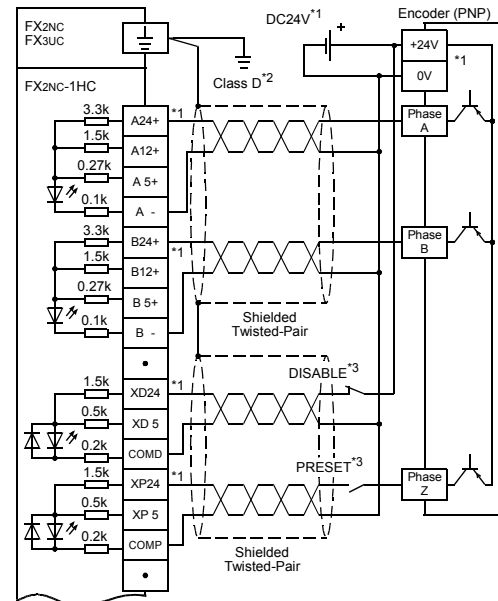 FX2NC
FX3UC
DC24V*1
Encoder (PNP)
+24V
0V
*1
Class D*2
FX2NC-1HC
3.3k
A24+
*1
1.5k
A12+
0.27k
A 5+
0.1k
A -
Phase
A
3.3k
B24+
*1
1.5k
B12+
0.27k
B 5+
0.1k
B -
Phase
B
Shielded
Twisted-Pair
DISABLE*3
1.5k
XD24
*1
0.5k
XD 5
0.2k
COMD
PRESET*3
1.5k
XP24
*1
0.5k
XP 5
0.2k
COMP
Phase
Z
Shielded
Twisted-Pair